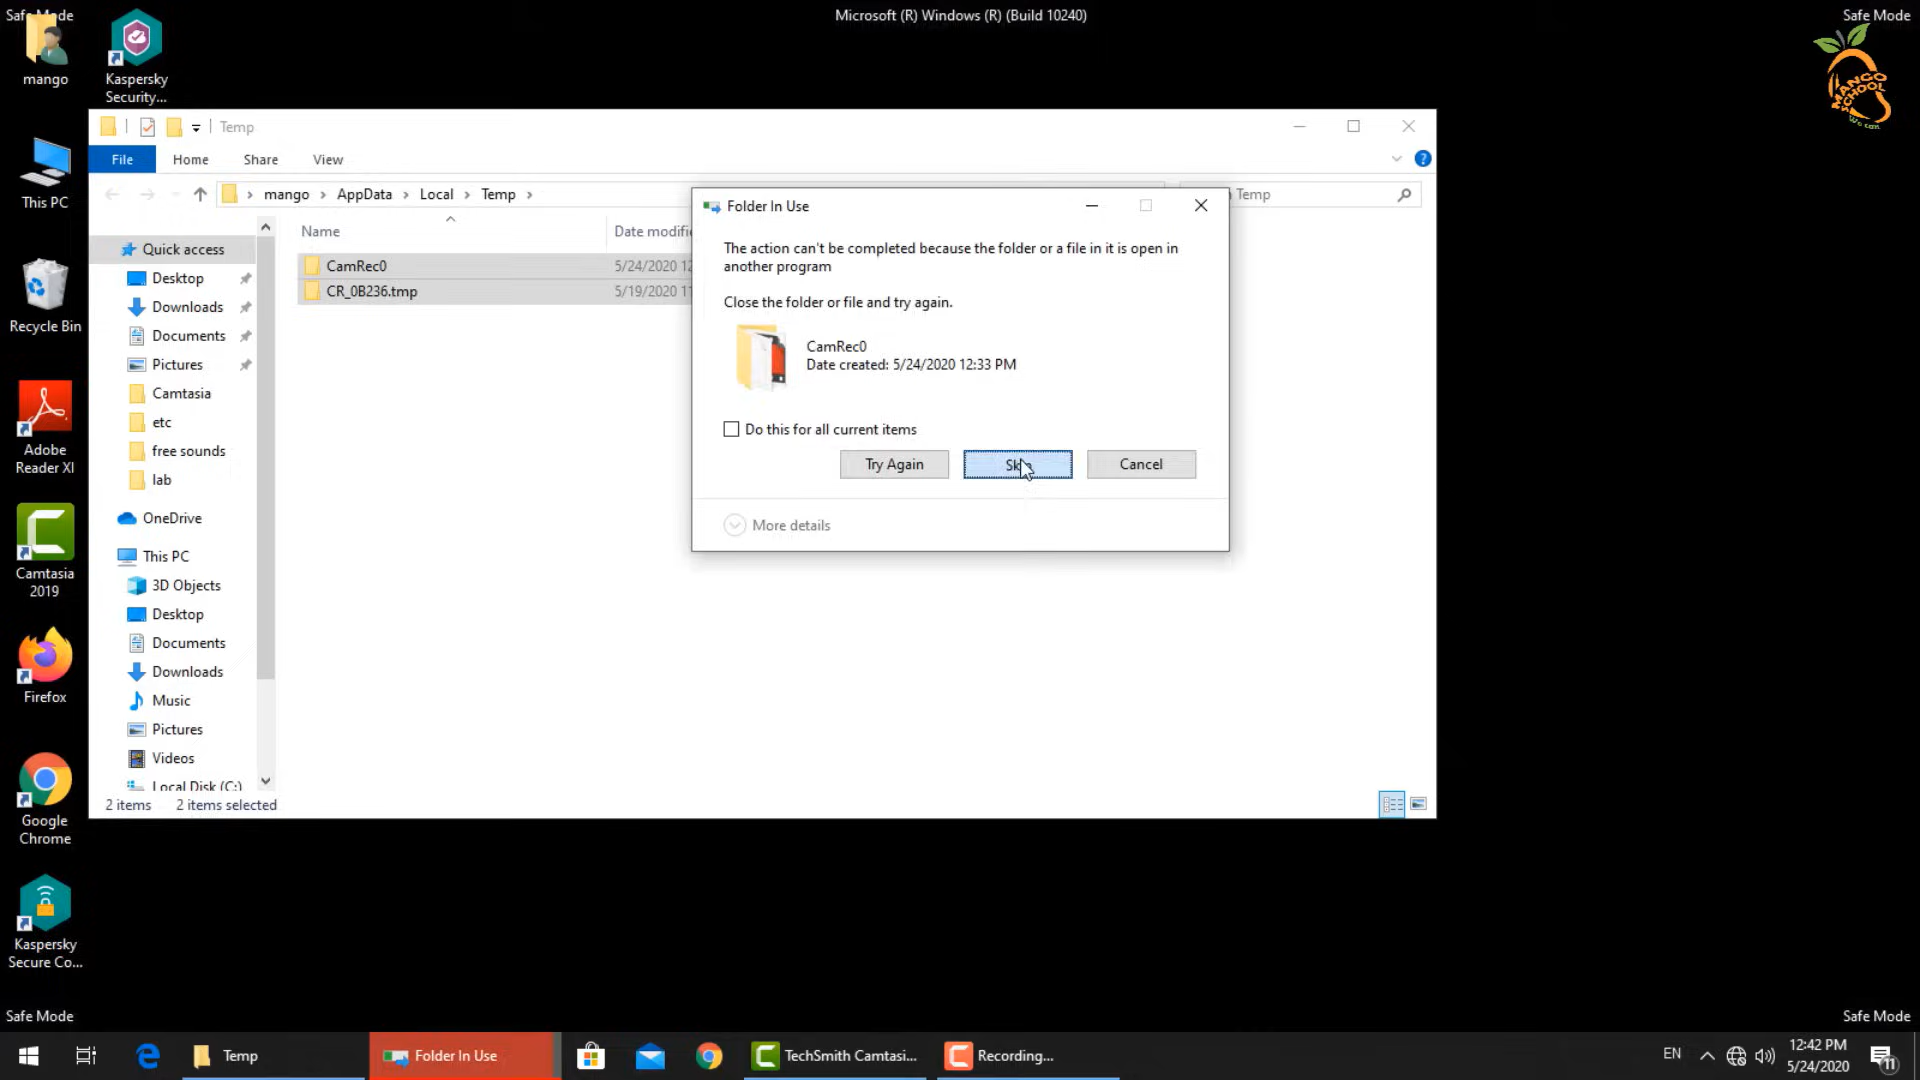 Safe Mode
Microsoft (R) Windows (R) (Build 10240)
Safe Mode
mango
Kaspersky
Security...
MANGO
SCHOOL
We can
This PC
Recycle Bin
Adobe
Reader XI
Camtasia
2019
Firefox
Google
Chrome
Kaspersky
Secure Co...
Temp
File
Home
Share
View
mango
AppData
Local
Temp
Temp
Name
Quick access
Desktop
Downloads
Documents
Pictures
Camtasia
etc
free sounds
lab
OneDrive
This PC
3D Objects
Desktop
Documents
Downloads
Music
Pictures
Videos
Local Disk (C:)
CamRec0
5/24/2020 12
CR_0B236.tmp
5/19/2020
2 items
2 items selected
Folder In Use
The action can't be completed because the folder or a file in it is open in
another program
Close the folder or file and try again.
CamRec0
Date created: 5/24/2020 12:33 PM
Do this for all current items
Try Again
Cancel
More details
Safe Mode
Safe Mode
Temp
Folder In Use
TechSmith Camtasi...
Recording...
EN
12:42 PM
5/24/2020
11